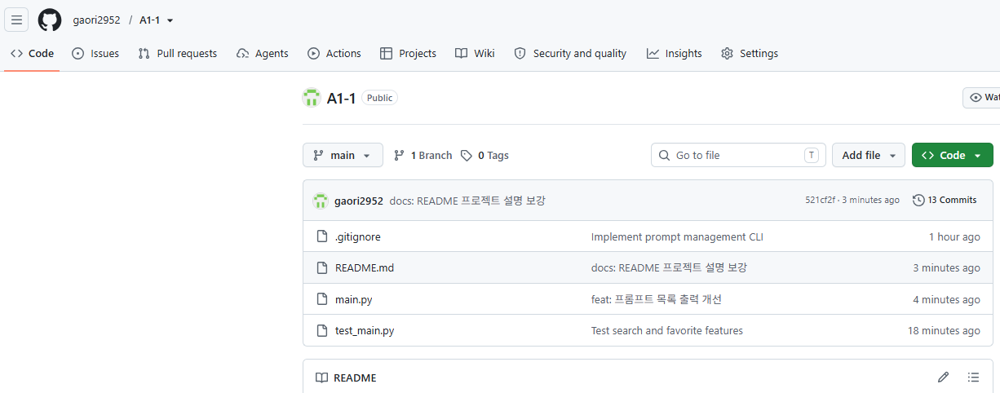 gaori2952 / A1-1
Code Issues Pull requests Agents Actions Projects Wiki Security and quality Insights Settings
A1-1 Public
main 1 Branch 0 Tags Go to file T Add file Code
gaori2952 docs: README 프로젝트 설명 보강 521cf2f · 3 minutes ago 13 Commits
.gitignore Implement prompt management CLI 1 hour ago
README.md docs: README 프로젝트 설명 보강 3 minutes ago
main.py feat: 프롬프트 목록 출력 개선 4 minutes ago
test_main.py Test search and favorite features 18 minutes ago
README